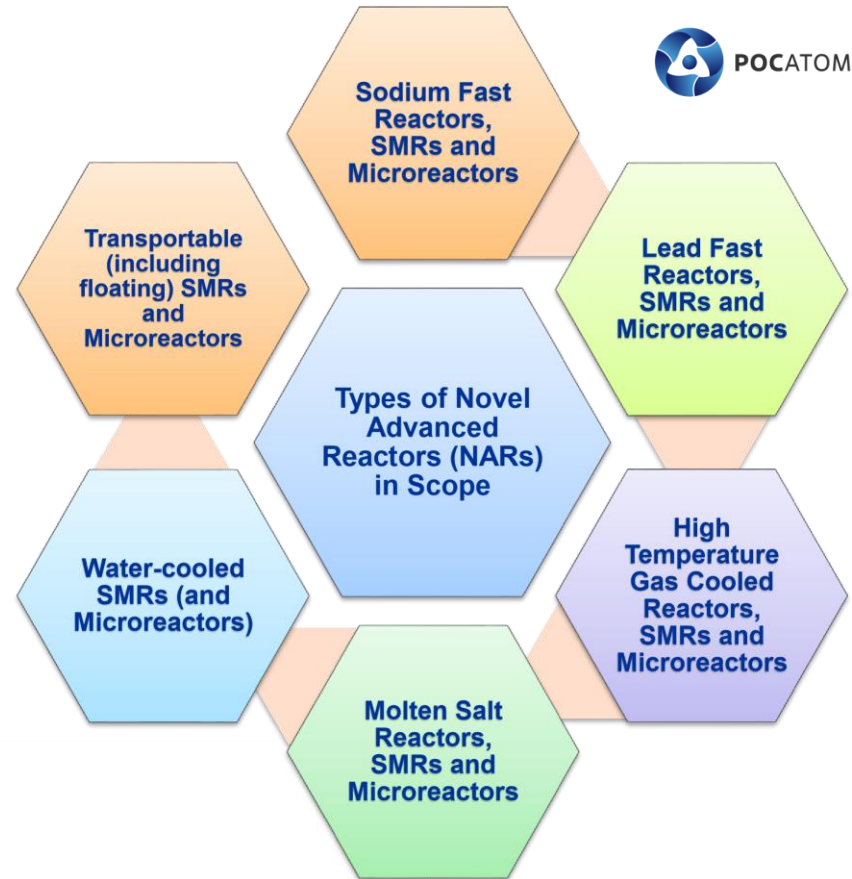 РОСАТОМ
Sodium Fast
Reactors,
SMRs and
Microreactors
Lead Fast
Reactors,
SMRs and
Microreactors
High
Temperature
Gas Cooled
Reactors,
SMRs and
Microreactors
Molten Salt
Reactors,
SMRs and
Microreactors
Water-cooled
SMRs (and
Microreactors)
Transportable
(including
floating) SMRs
and
Microreactors
Types of Novel
Advanced
Reactors (NARs)
in Scope